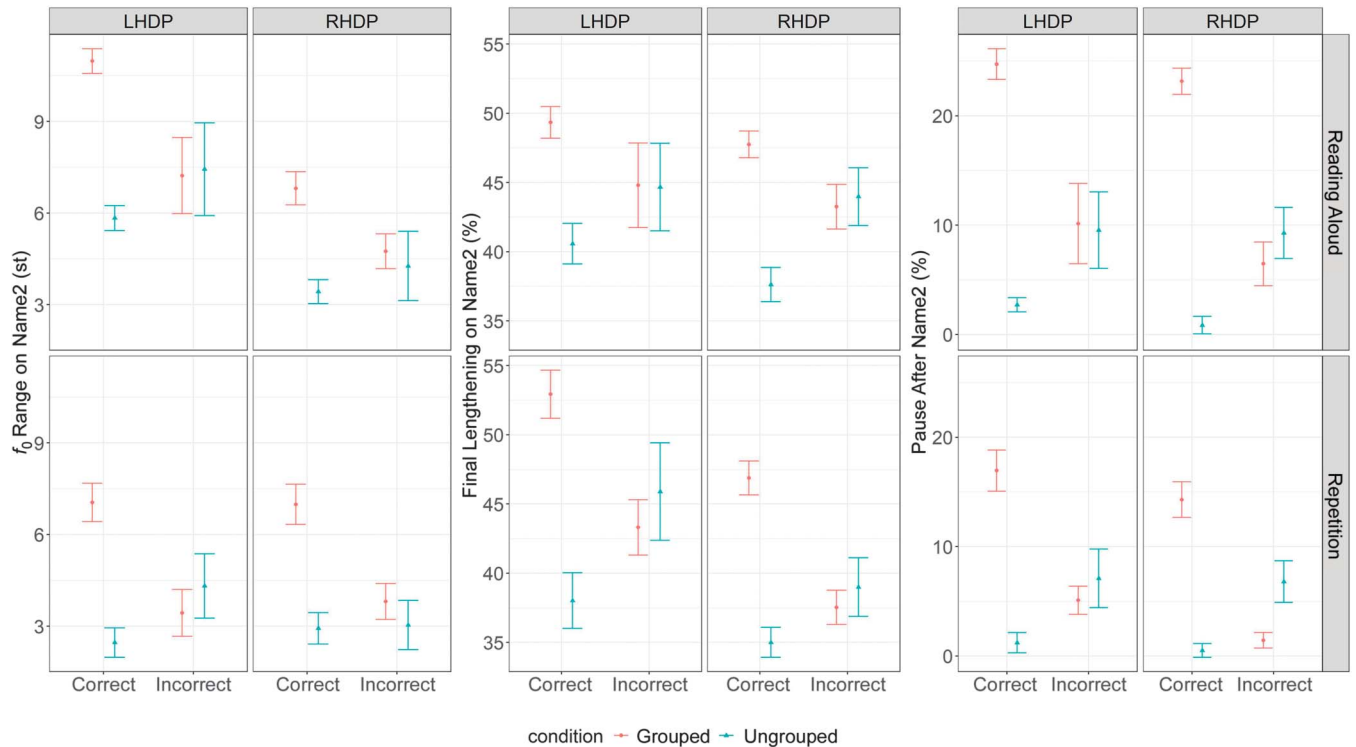 LHDP RHDP
f₀ Range on Name2 (st)
9
6
3
9
6
3
Correct Incorrect Correct Incorrect
LHDP RHDP
Final Lengthening on Name2 (%)
55
50
45
40
35
55
50
45
40
35
Correct Incorrect Correct Incorrect
LHDP RHDP
Pause After Name2 (%)
20
10
0
20
10
0
Reading Aloud
Repetition
Correct Incorrect Correct Incorrect
condition Grouped Ungrouped